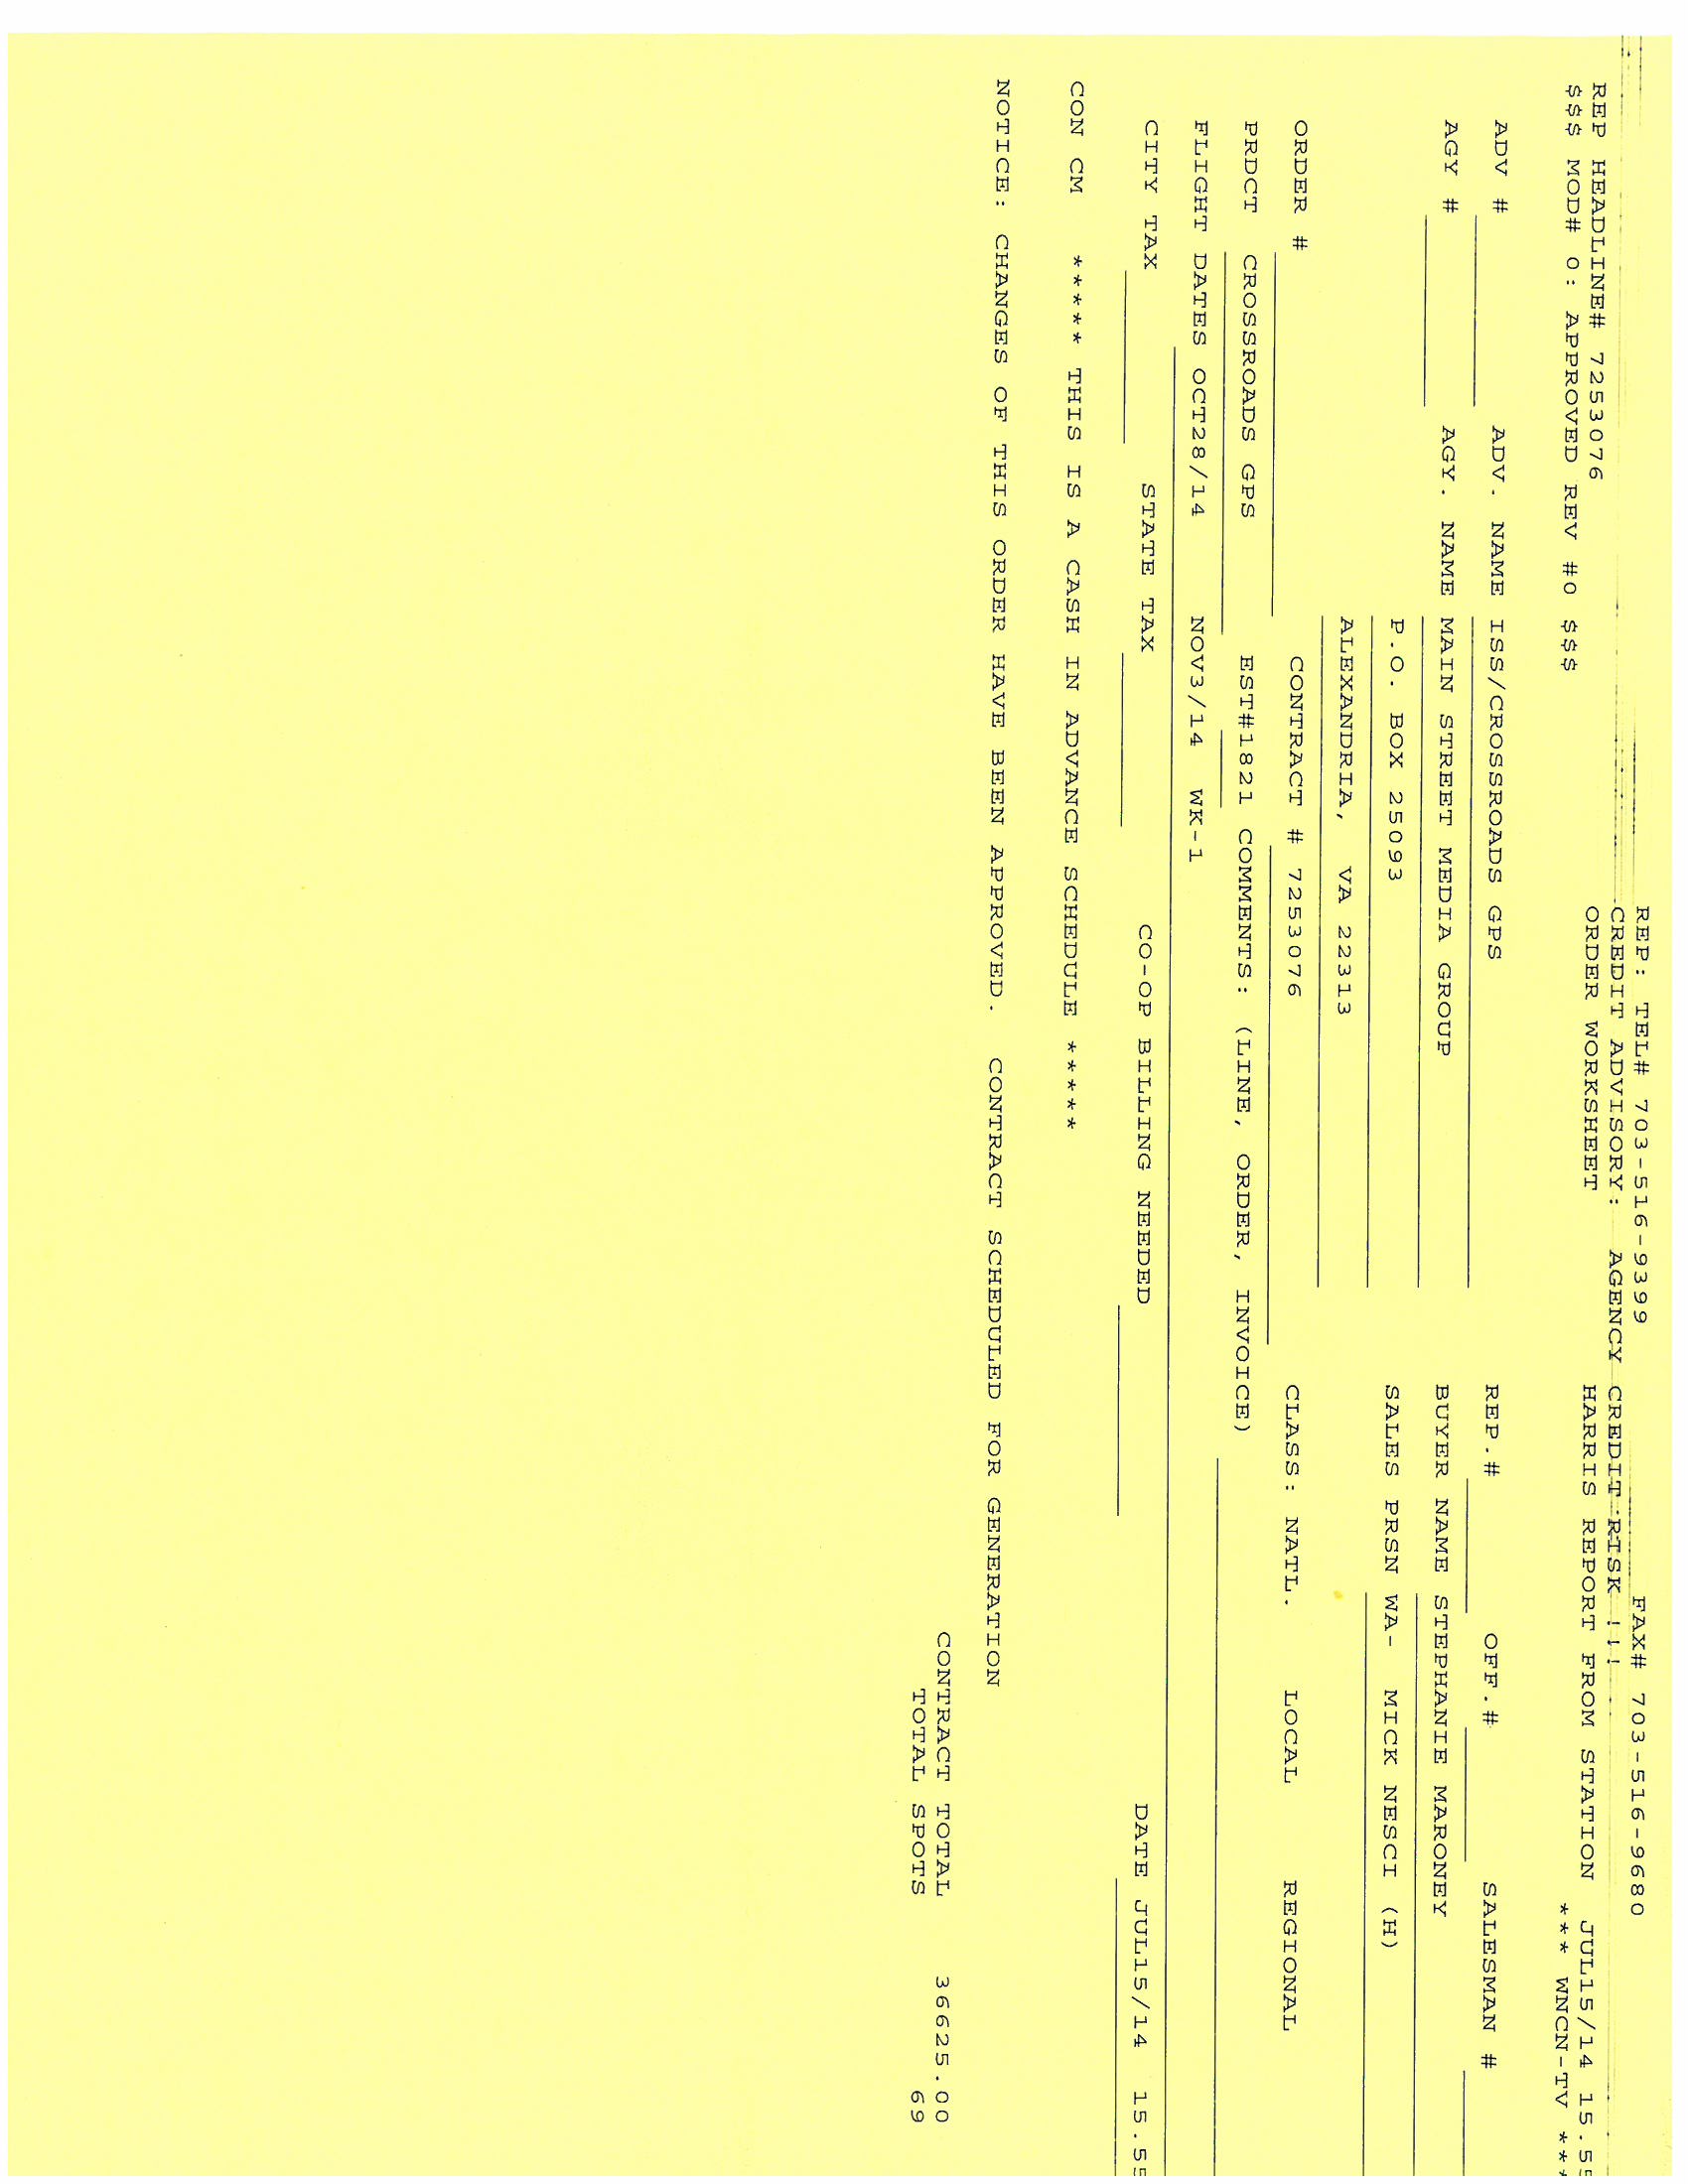 REP: TEL# 703-516-9399 FAX# 703-516-9680
CREDIT ADVISORY: AGENCY CREDIT RISK !!!
ORDER WORKSHEET HARRIS REPORT FROM STATION JUL15/14 15.55
REP HEADLINE# 7253076
$$$ MOD# 0: APPROVED REV #0 $$$ *** WNCN-TV ***
ADV # ADV. NAME ISS/CROSSROADS GPS REP.# OFF.# SALESMAN #
AGY # AGY. NAME MAIN STREET MEDIA GROUP BUYER NAME STEPHANIE MARONEY
P.O. BOX 25093 SALES PRSN WA- MICK NESCI (H)
ALEXANDRIA, VA 22313
ORDER # CONTRACT # 7253076 CLASS: NATL. LOCAL REGIONAL
PRDCT CROSSROADS GPS EST#1821 COMMENTS: (LINE, ORDER, INVOICE)
FLIGHT DATES OCT28/14 NOV3/14 WK-1
CITY TAX STATE TAX CO-OP BILLING NEEDED DATE JUL15/14 15.55
CON CM ***** THIS IS A CASH IN ADVANCE SCHEDULE *****
NOTICE: CHANGES OF THIS ORDER HAVE BEEN APPROVED. CONTRACT SCHEDULED FOR GENERATION
CONTRACT TOTAL 36625.00
TOTAL SPOTS 69